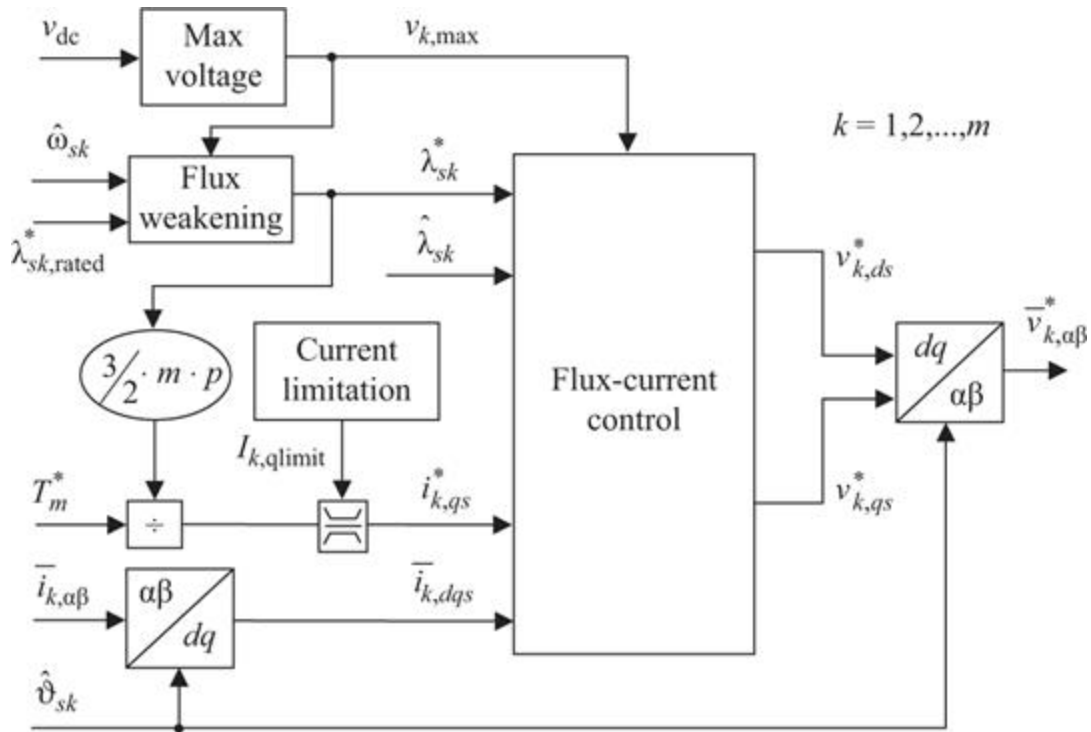 v_dc
Max
voltage
v_k,max
k = 1,2,...,m
ω̂_sk
Flux
weakening
λ*_sk
λ*_sk,rated
λ̂_sk
v*_k,ds
3/2 · m · p
Current
limitation
Flux-current
control
dq
αβ
v̅*_k,αβ
I_k,qlimit
T*_m
÷
i*_k,qs
v*_k,qs
i̅_k,αβ
αβ
dq
i̅_k,dqs
ϑ̂_sk